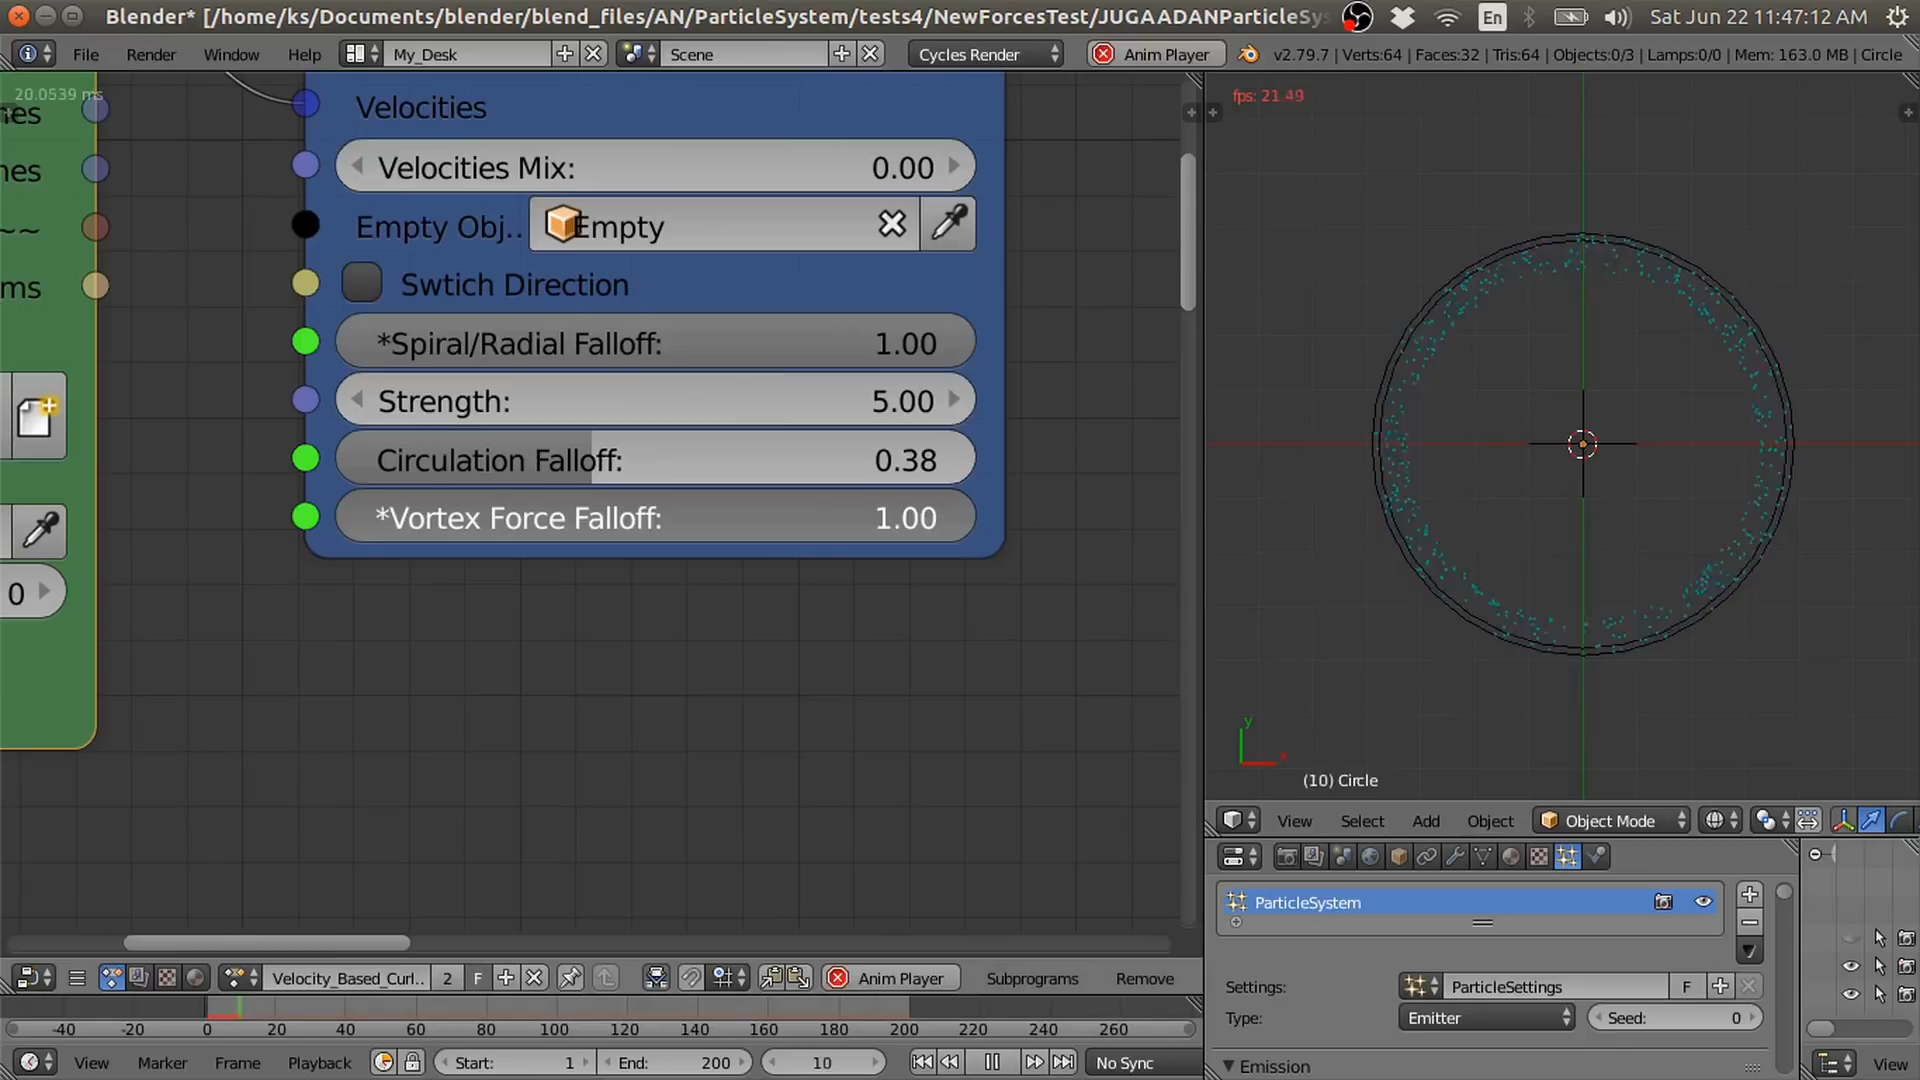 Blender* [/home/ks/Documents/blender/blend_files/AN/ParticleSystem/tests4/NewForcesTest/JUGAADANParticleSys
En
Sat Jun 22 11:47:12 AM
File
Render
Window
Help
My_Desk
Scene
Cycles Render
Anim Player
v2.79.7 | Verts:64 | Faces:32 | Tris:64 | Objects:0/3 | Lamps:0/0 | Mem: 163.0 MB | Circle
20.0539 ms
fps: 21.49
Velocities
Velocities Mix: 0.00
Empty Obj.. Empty
Swtich Direction
*Spiral/Radial Falloff: 1.00
Strength: 5.00
Circulation Falloff: 0.38
*Vortex Force Falloff: 1.00
~~
ms
0
y
x
(10) Circle
View
Select
Add
Object
Object Mode
ParticleSystem
Settings: ParticleSettings F
Type: Emitter Seed: 0
Emission
Velocity_Based_Curl.. 2 F
Anim Player
Subprograms
Remove
-40 -20 0 20 40 60 80 100 120 140 160 180 200 220 240 260
View
Marker
Frame
Playback
Start: 1
End: 200
10
No Sync
View